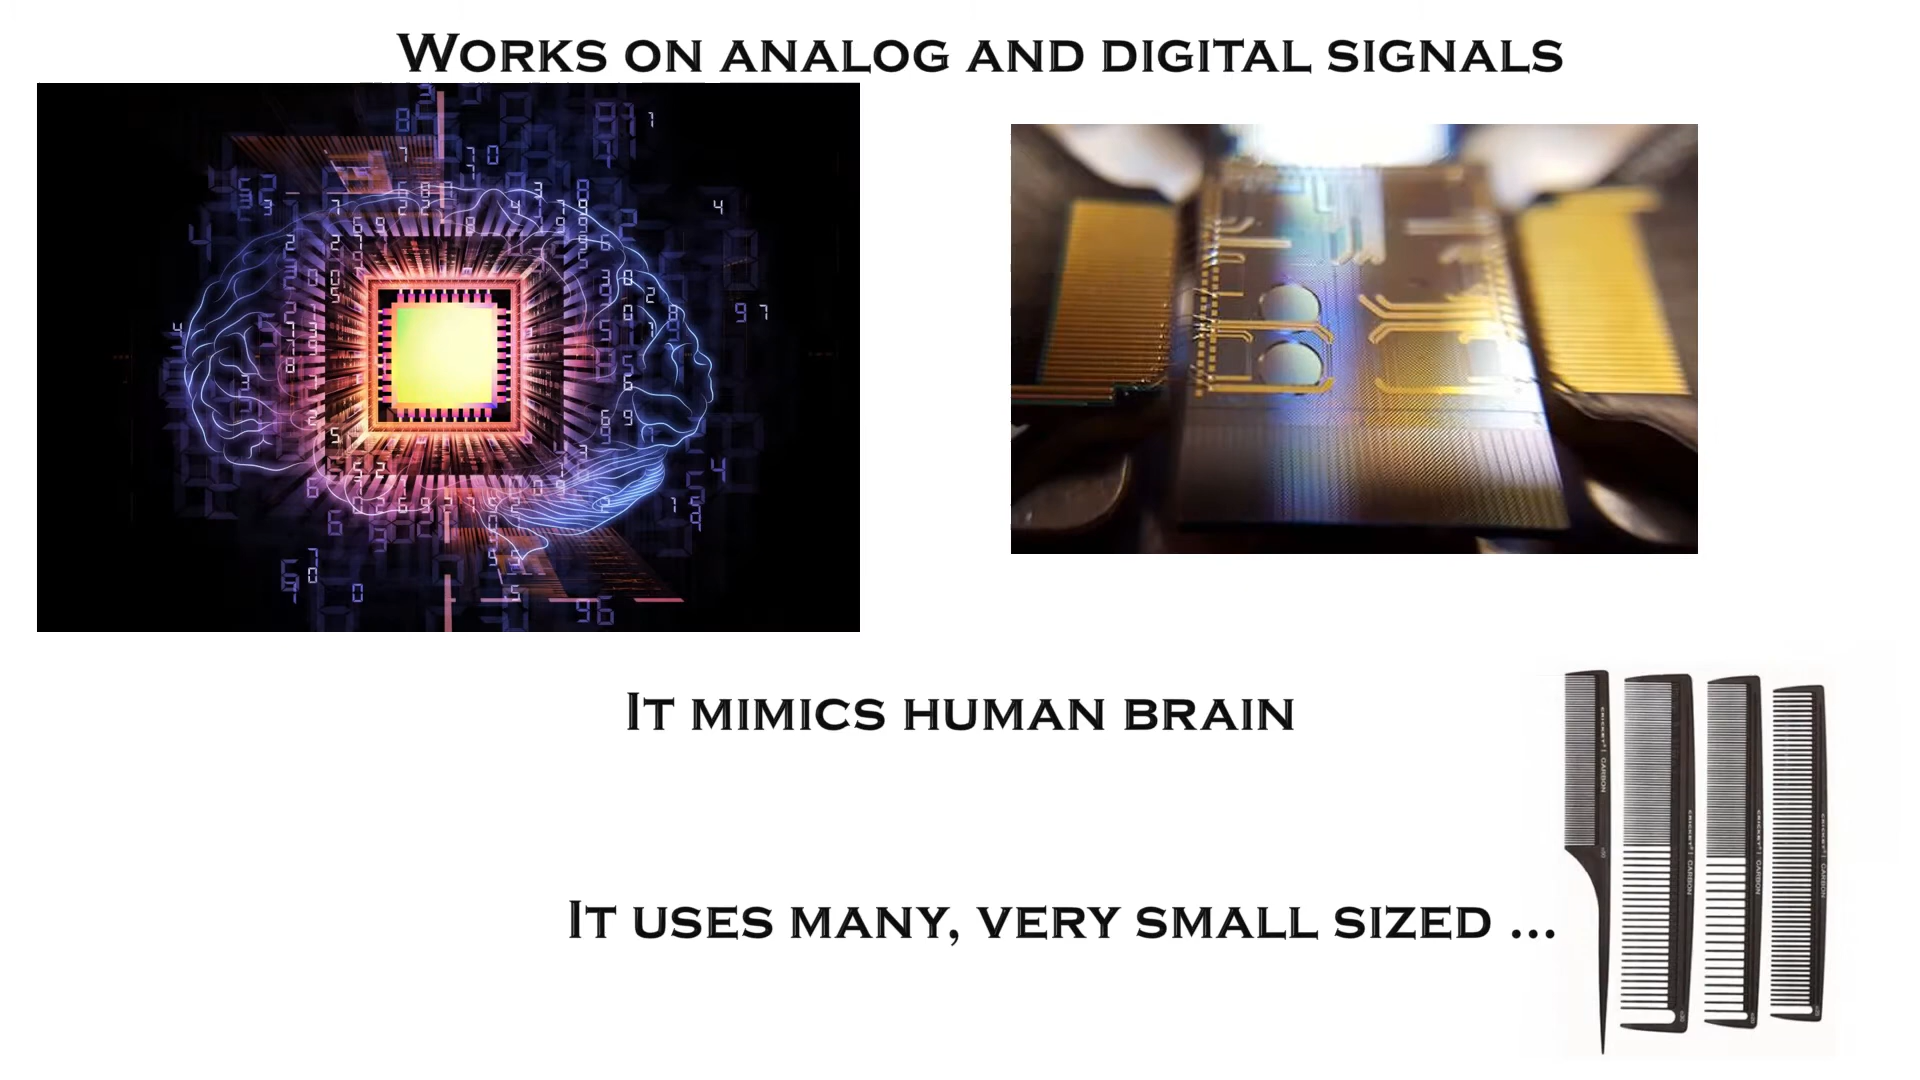 Works on analog and digital signals
It mimics human brain
It uses many, very small sized ...